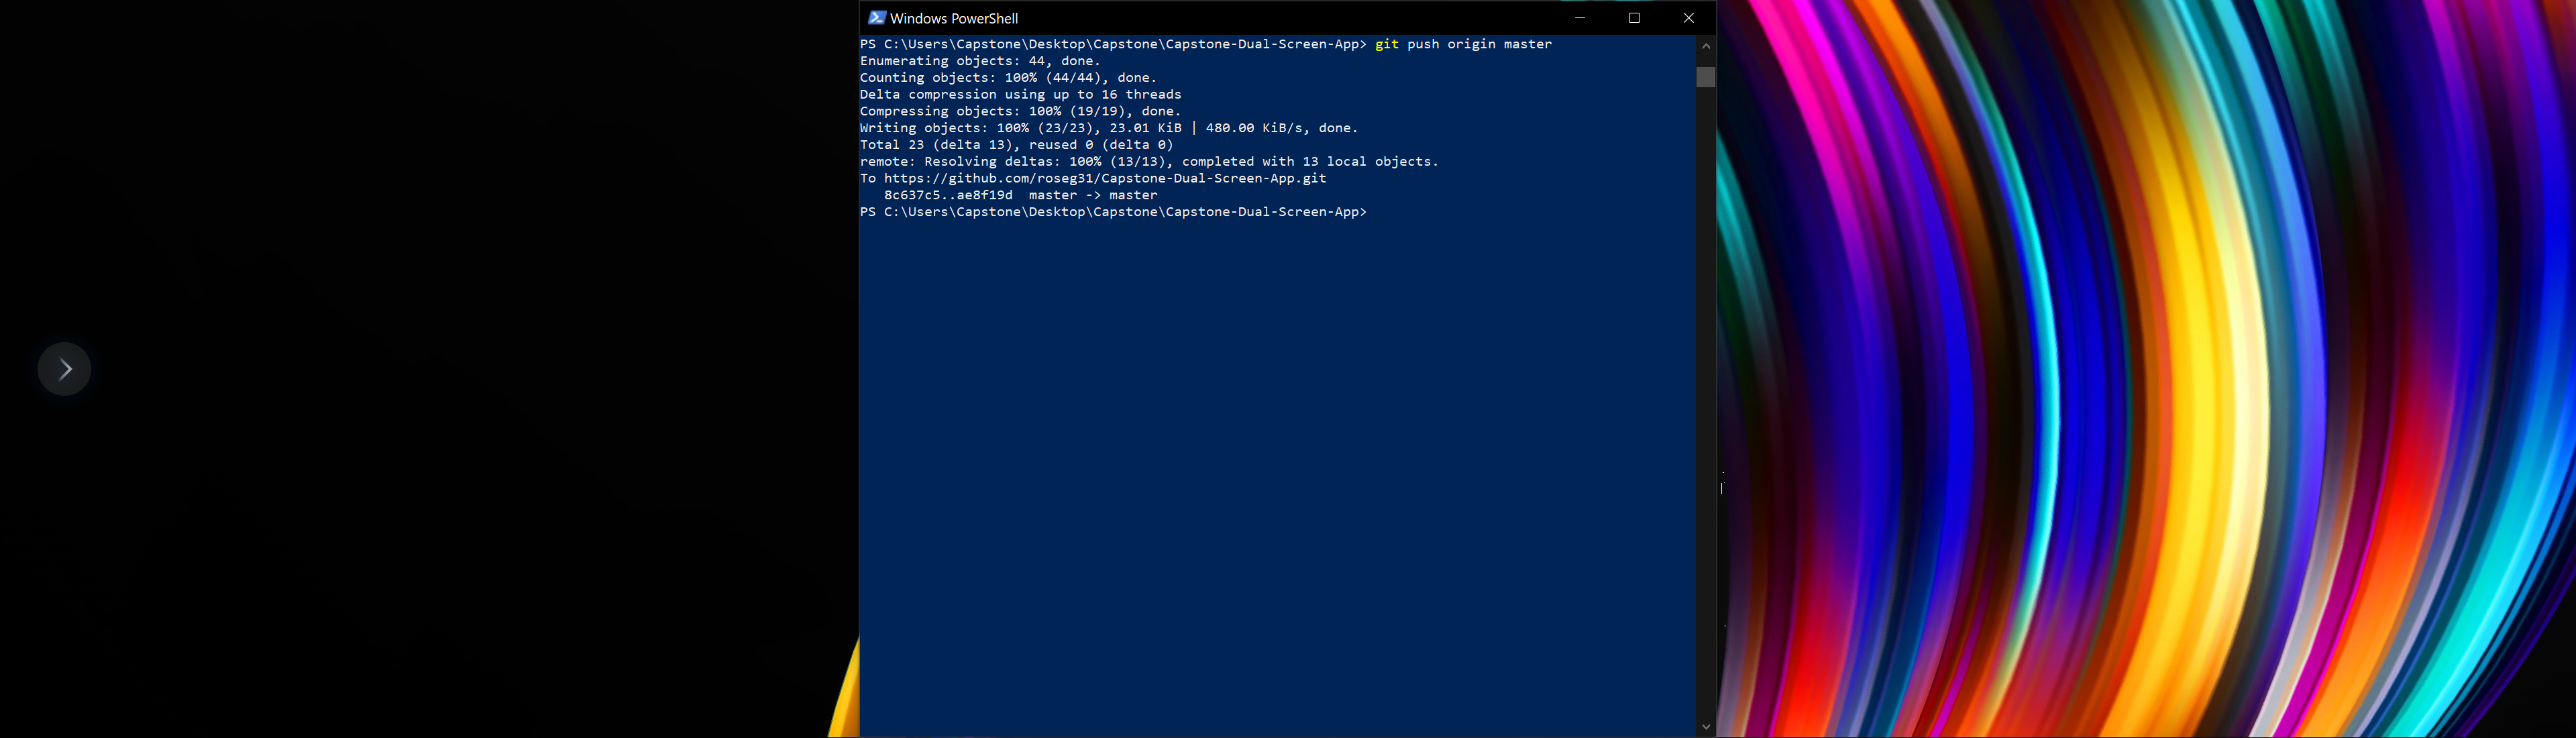 Windows PowerShell
PS C:\Users\Capstone\Desktop\Capstone\Capstone-Dual-Screen-App> git push origin master
Enumerating objects: 44, done.
Counting objects: 100% (44/44), done.
Delta compression using up to 16 threads
Compressing objects: 100% (19/19), done.
Writing objects: 100% (23/23), 23.01 KiB | 480.00 KiB/s, done.
Total 23 (delta 13), reused 0 (delta 0)
remote: Resolving deltas: 100% (13/13), completed with 13 local objects.
To https://github.com/roseg31/Capstone-Dual-Screen-App.git
   8c637c5..ae8f19d  master -> master
PS C:\Users\Capstone\Desktop\Capstone\Capstone-Dual-Screen-App>